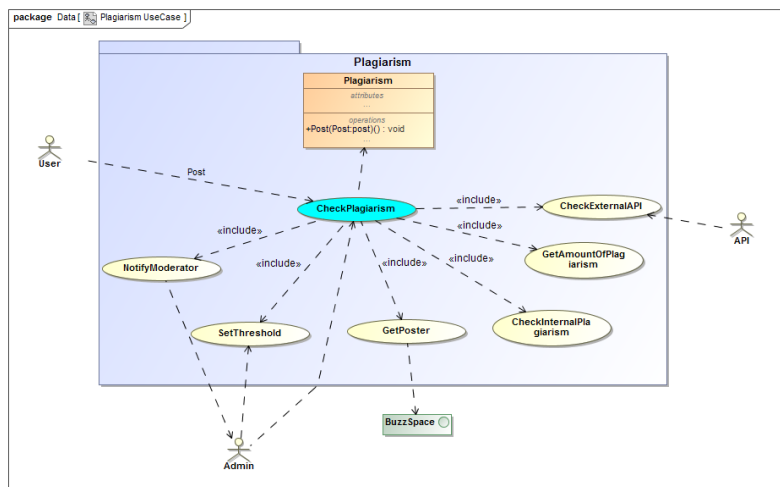 package Data [ Plagiarism UseCase ]
Plagiarism
Plagiarism
attributes
...
operations
+Post(Post:post)() : void
...
User
Post
CheckPlagiarism
«include»
CheckExternalAPI
API
«include»
«include»
GetAmountOfPlag
iarism
NotifyModerator
«include»
«include»
CheckInternalPla
giarism
SetThreshold
GetPoster
BuzzSpace
Admin